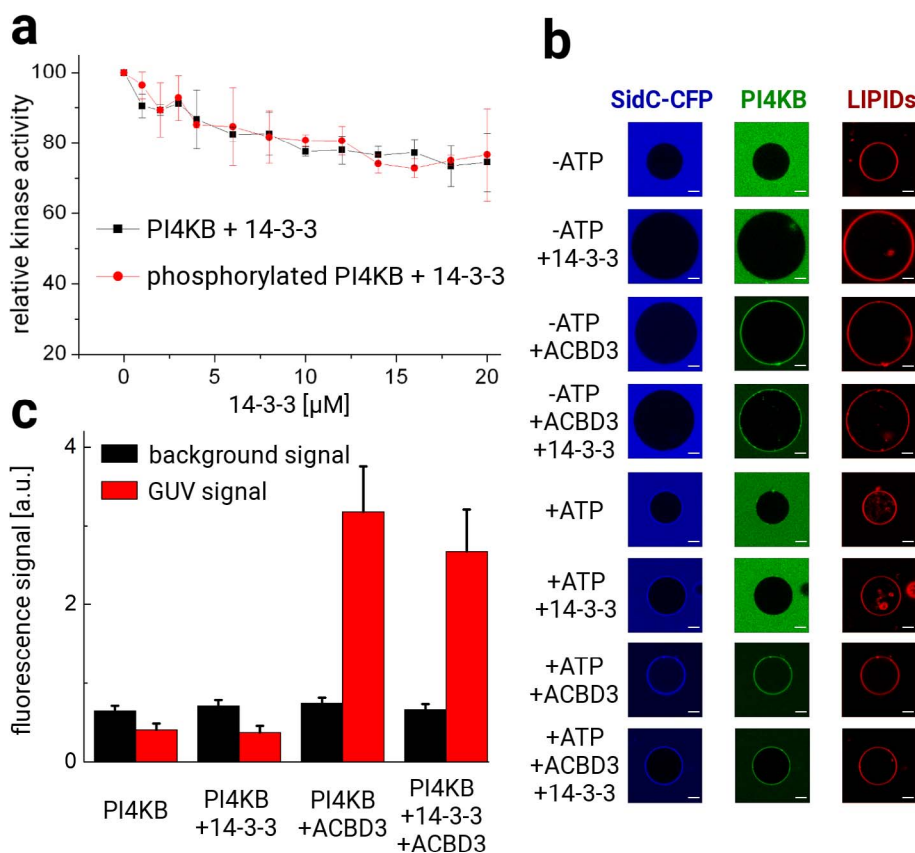 a
relative kinase activity
100
80
60
40
20
PI4KB + 14-3-3
phosphorylated PI4KB + 14-3-3
0
5
10
15
20
14-3-3 [µM]
b
SidC-CFP
PI4KB
LIPIDs
-ATP
-ATP
+14-3-3
-ATP
+ACBD3
-ATP
+ACBD3
+14-3-3
+ATP
+ATP
+14-3-3
+ATP
+ACBD3
+ATP
+ACBD3
+14-3-3
c
fluorescence signal [a.u.]
4
2
0
background signal
GUV signal
PI4KB
PI4KB
+14-3-3
PI4KB
+ACBD3
PI4KB
+14-3-3
+ACBD3